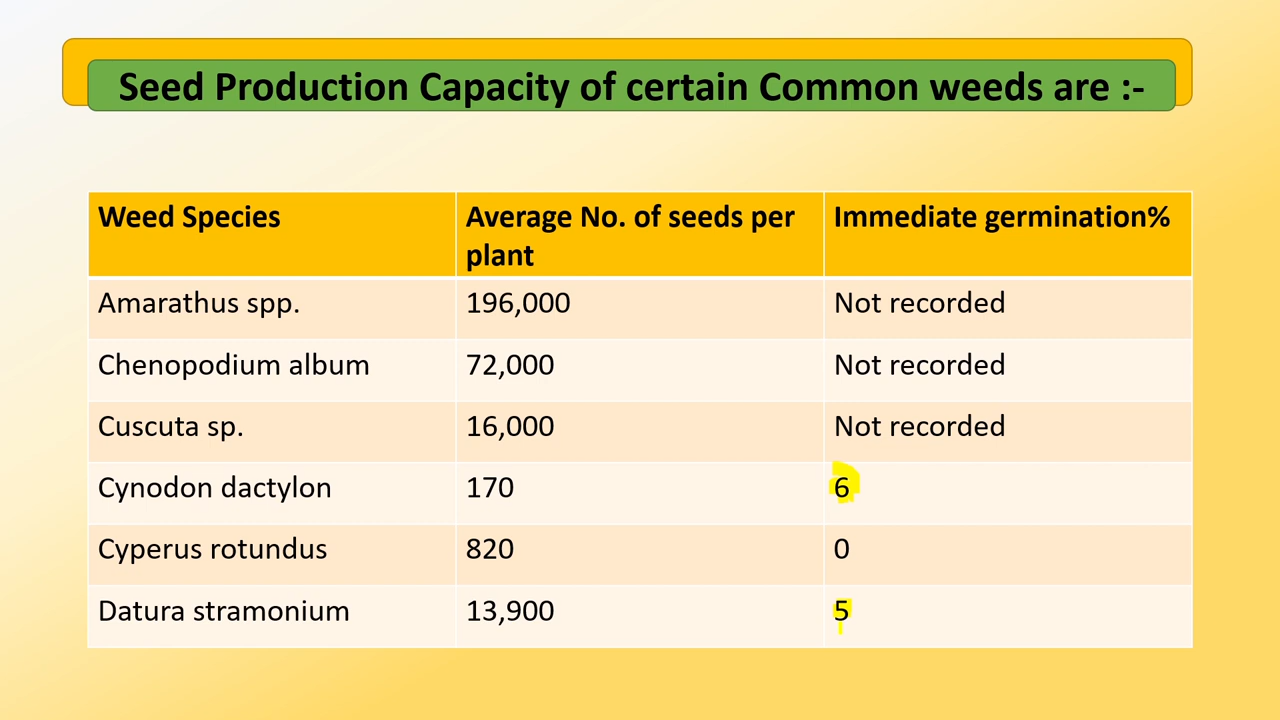 Seed Production Capacity of certain Common weeds are :-
Weed Species
Average No. of seeds per
plant
Immediate germination%
Amarathus spp.
196,000
Not recorded
Chenopodium album
72,000
Not recorded
Cuscuta sp.
16,000
Not recorded
Cynodon dactylon
170
6
Cyperus rotundus
820
0
Datura stramonium
13,900
5